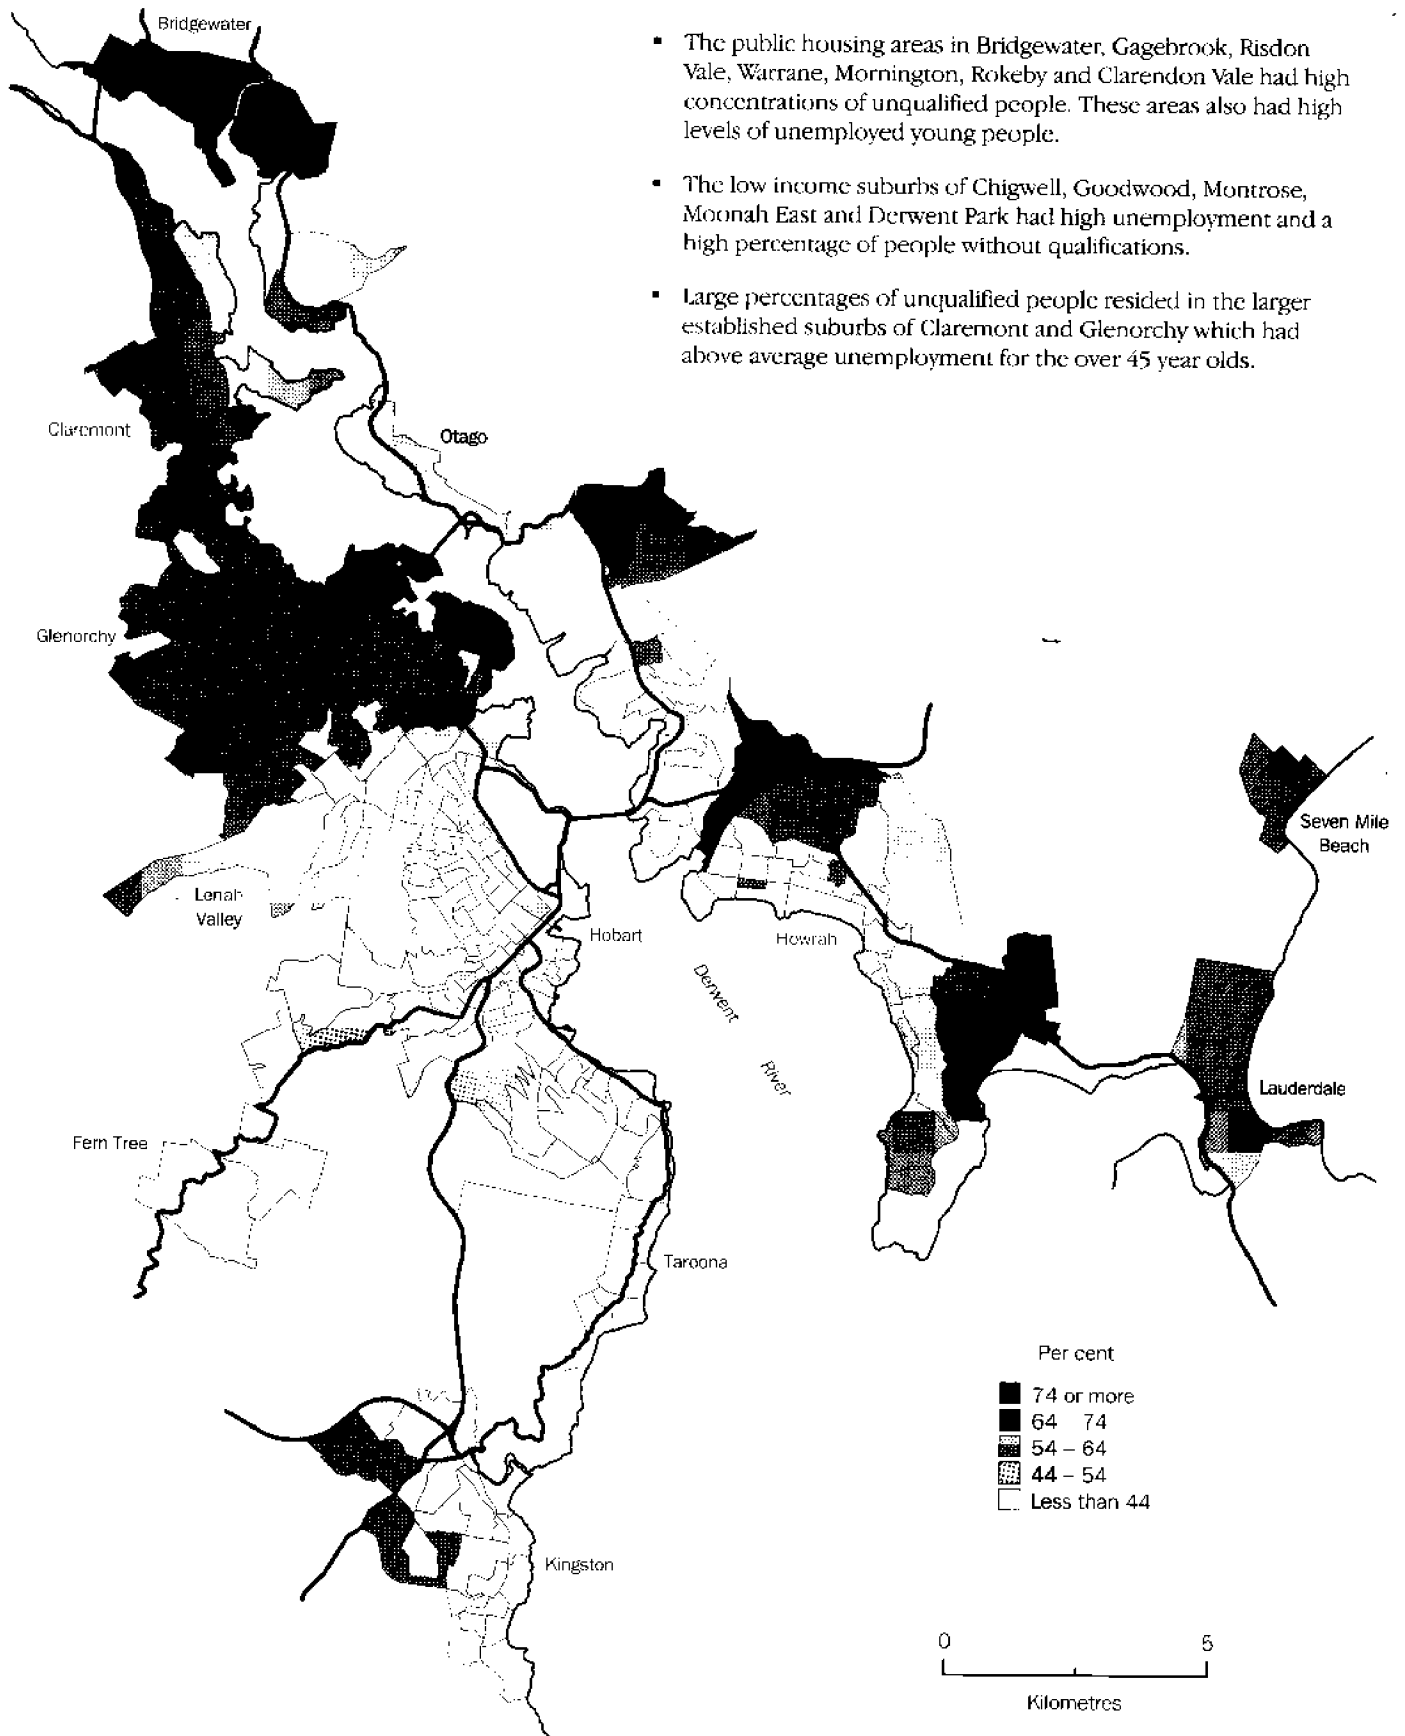 Bridgewater
▪ The public housing areas in Bridgewater, Gagebrook, Risdon
Vale, Warrane, Mornington, Rokeby and Clarendon Vale had high
concentrations of unqualified people. These areas also had high
levels of unemployed young people.
▪ The low income suburbs of Chigwell, Goodwood, Montrose,
Moonah East and Derwent Park had high unemployment and a
high percentage of people without qualifications.
▪ Large percentages of unqualified people resided in the larger
established suburbs of Claremont and Glenorchy which had
above average unemployment for the over 45 year olds.
Claremont
Otago
Glenorchy
Seven Mile
Beach
Lenah
Valley
Hobart
Howrah
Derwent
River
Lauderdale
Fern Tree
Taroona
Per cent
74 or more
64 74
54 – 64
44 – 54
Less than 44
Kingston
0 5
Kilometres